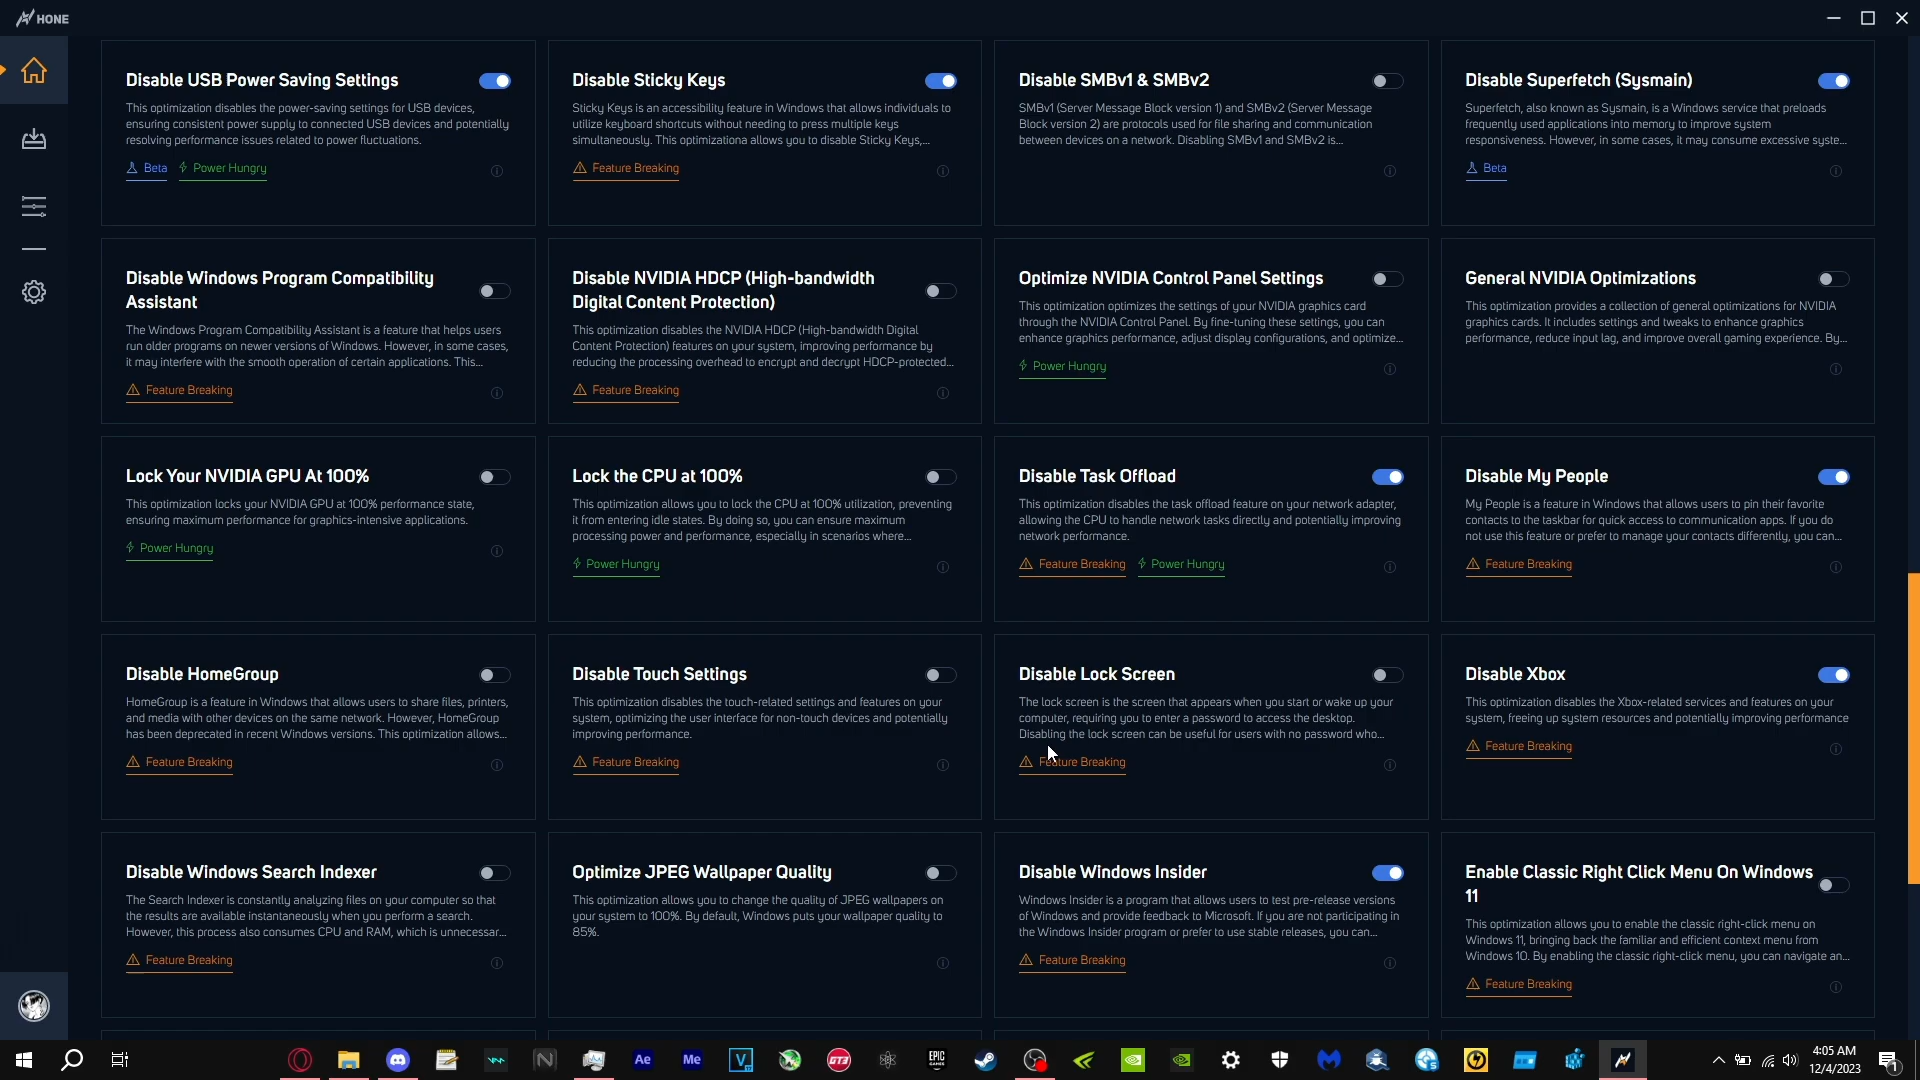 HONE
Disable USB Power Saving Settings
This optimization disables the power-saving settings for USB devices,
ensuring consistent power supply to connected USB devices and potentially
resolving performance issues related to power fluctuations.
Beta Power Hungry
Disable Sticky Keys
Sticky Keys is an accessibility feature in Windows that allows individuals to
utilize keyboard shortcuts without needing to press multiple keys
simultaneously. This optimizationa allows you to disable Sticky Keys,...
Feature Breaking
Disable SMBv1 & SMBv2
SMBv1 (Server Message Block version 1) and SMBv2 (Server Message
Block version 2) are protocols used for file sharing and communication
between devices on a network. Disabling SMBv1 and SMBv2 is...
Disable Superfetch (Sysmain)
Superfetch, also known as Sysmain, is a Windows service that preloads
frequently used applications into memory to improve system
responsiveness. However, in some cases, it may consume excessive syste...
Beta
Disable Windows Program Compatibility
Assistant
The Windows Program Compatibility Assistant is a feature that helps users
run older programs on newer versions of Windows. However, in some cases,
it may interfere with the smooth operation of certain applications. This...
Feature Breaking
Disable NVIDIA HDCP (High-bandwidth
Digital Content Protection)
This optimization disables the NVIDIA HDCP (High-bandwidth Digital
Content Protection) features on your system, improving performance by
reducing the processing overhead to encrypt and decrypt HDCP-protected...
Feature Breaking
Optimize NVIDIA Control Panel Settings
This optimization optimizes the settings of your NVIDIA graphics card
through the NVIDIA Control Panel. By fine-tuning these settings, you can
enhance graphics performance, adjust display configurations, and optimize...
Power Hungry
General NVIDIA Optimizations
This optimization provides a collection of general optimizations for NVIDIA
graphics cards. It includes settings and tweaks to enhance graphics
performance, reduce input lag, and improve overall gaming experience. By...
Lock Your NVIDIA GPU At 100%
This optimization locks your NVIDIA GPU at 100% performance state,
ensuring maximum performance for graphics-intensive applications.
Power Hungry
Lock the CPU at 100%
This optimization allows you to lock the CPU at 100% utilization, preventing
it from entering idle states. By doing so, you can ensure maximum
processing power and performance, especially in scenarios where...
Power Hungry
Disable Task Offload
This optimization disables the task offload feature on your network adapter,
allowing the CPU to handle network tasks directly and potentially improving
network performance.
Feature Breaking Power Hungry
Disable My People
My People is a feature in Windows that allows users to pin their favorite
contacts to the taskbar for quick access to communication apps. If you do
not use this feature or prefer to manage your contacts differently, you can...
Feature Breaking
Disable HomeGroup
HomeGroup is a feature in Windows that allows users to share files, printers,
and media with other devices on the same network. However, HomeGroup
has been deprecated in recent Windows versions. This optimization allows...
Feature Breaking
Disable Touch Settings
This optimization disables the touch-related settings and features on your
system, optimizing the user interface for non-touch devices and potentially
improving performance.
Feature Breaking
Disable Lock Screen
The lock screen is the screen that appears when you start or wake up your
computer, requiring you to enter a password to access the desktop.
Disabling the lock screen can be useful for users with no password who...
Feature Breaking
Disable Xbox
This optimization disables the Xbox-related services and features on your
system, freeing up system resources and potentially improving performance
Feature Breaking
Disable Windows Search Indexer
The Search Indexer is constantly analyzing files on your computer so that
the results are available instantaneously when you perform a search.
However, this process also consumes CPU and RAM, which is unnecessar...
Feature Breaking
Optimize JPEG Wallpaper Quality
This optimization allows you to change the quality of JPEG wallpapers on
your system to 100%. By default, Windows puts your wallpaper quality to
85%.
Disable Windows Insider
Windows Insider is a program that allows users to test pre-release versions
of Windows and provide feedback to Microsoft. If you are not participating in
the Windows Insider program or prefer to use stable releases, you can...
Feature Breaking
Enable Classic Right Click Menu On Windows
11
This optimization allows you to enable the classic right-click menu on
Windows 11, bringing back the familiar and efficient context menu from
Windows 10. By enabling the classic right-click menu, you can navigate an...
Feature Breaking
Ae
Me
V
GT3
EPIC
GAMES
4:05 AM
12/4/2023
1